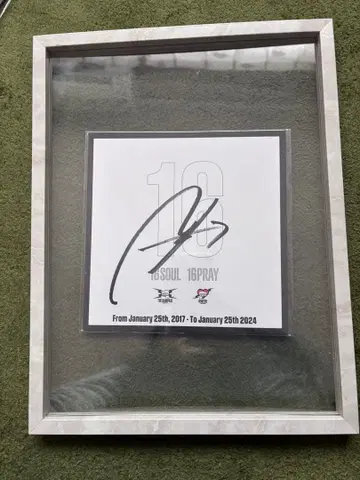 16
16SOUL 16PRAY
From January 25th, 2017 - To January 25th 2024